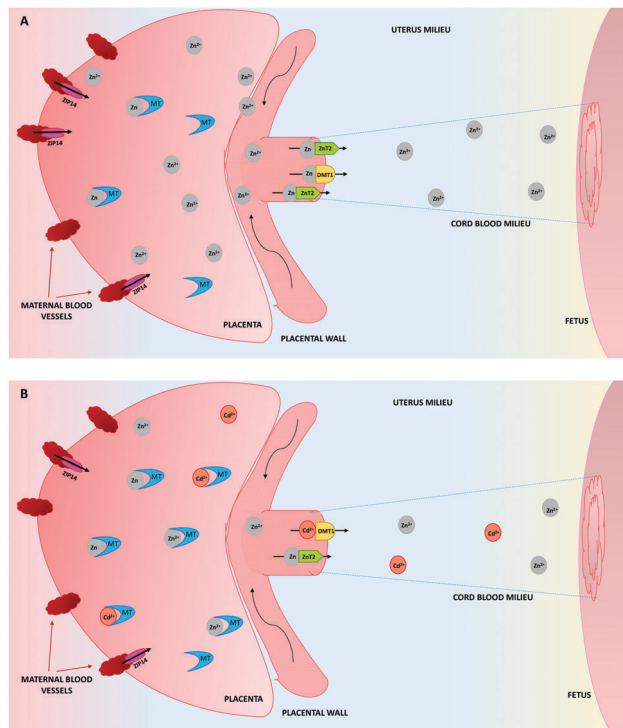 A
UTERUS MILIEU
Zn²⁺
Zn²⁺
Zn²⁺
ZIP14
Zn
MT
MT
Zn²⁺
ZIP14
Zn²⁺
Zn
ZnT2
Zn²⁺
Zn²⁺
Zn²⁺
Zn²⁺
Zn
DMT1
Zn
MT
Zn²⁺
Zn²⁺
Zn
ZnT2
Zn²⁺
Zn²⁺
CORD BLOOD MILIEU
Zn²⁺
Zn²⁺
ZIP14
MT
MATERNAL BLOOD
VESSELS
PLACENTA
PLACENTAL WALL
FETUS
B
UTERUS MILIEU
Cd²⁺
Zn²⁺
ZIP14
Zn
MT
Cd²⁺
MT
Zn²⁺
Cd²⁺
DMT1
Zn²⁺
Zn²⁺
Cd²⁺
Zn
MT
Zn²⁺
MT
Zn
ZnT2
Cd²⁺
Zn²⁺
CORD BLOOD MILIEU
Cd²⁺
MT
Zn²⁺
MT
ZIP14
MT
MATERNAL BLOOD
VESSELS
PLACENTA
PLACENTAL WALL
FETUS